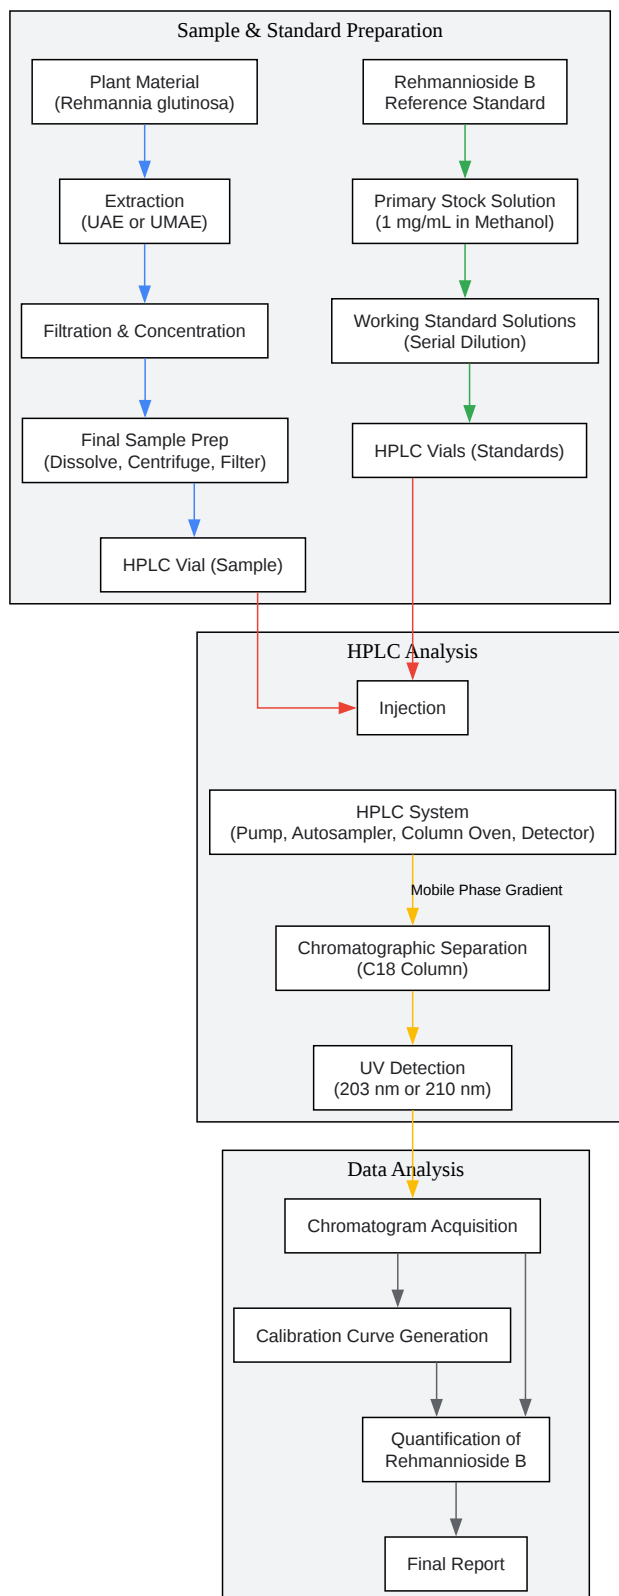 Sample & Standard Preparation
Plant Material
(Rehmannia glutinosa)
Rehmannioside B
Reference Standard
Extraction
(UAE or UMAE)
Primary Stock Solution
(1 mg/mL in Methanol)
Filtration & Concentration
Working Standard Solutions
(Serial Dilution)
Final Sample Prep
(Dissolve, Centrifuge, Filter)
HPLC Vials (Standards)
HPLC Vial (Sample)
HPLC Analysis
Injection
HPLC System
(Pump, Autosampler, Column Oven, Detector)
Mobile Phase Gradient
Chromatographic Separation
(C18 Column)
UV Detection
(203 nm or 210 nm)
Data Analysis
Chromatogram Acquisition
Calibration Curve Generation
Quantification of
Rehmannioside B
Final Report